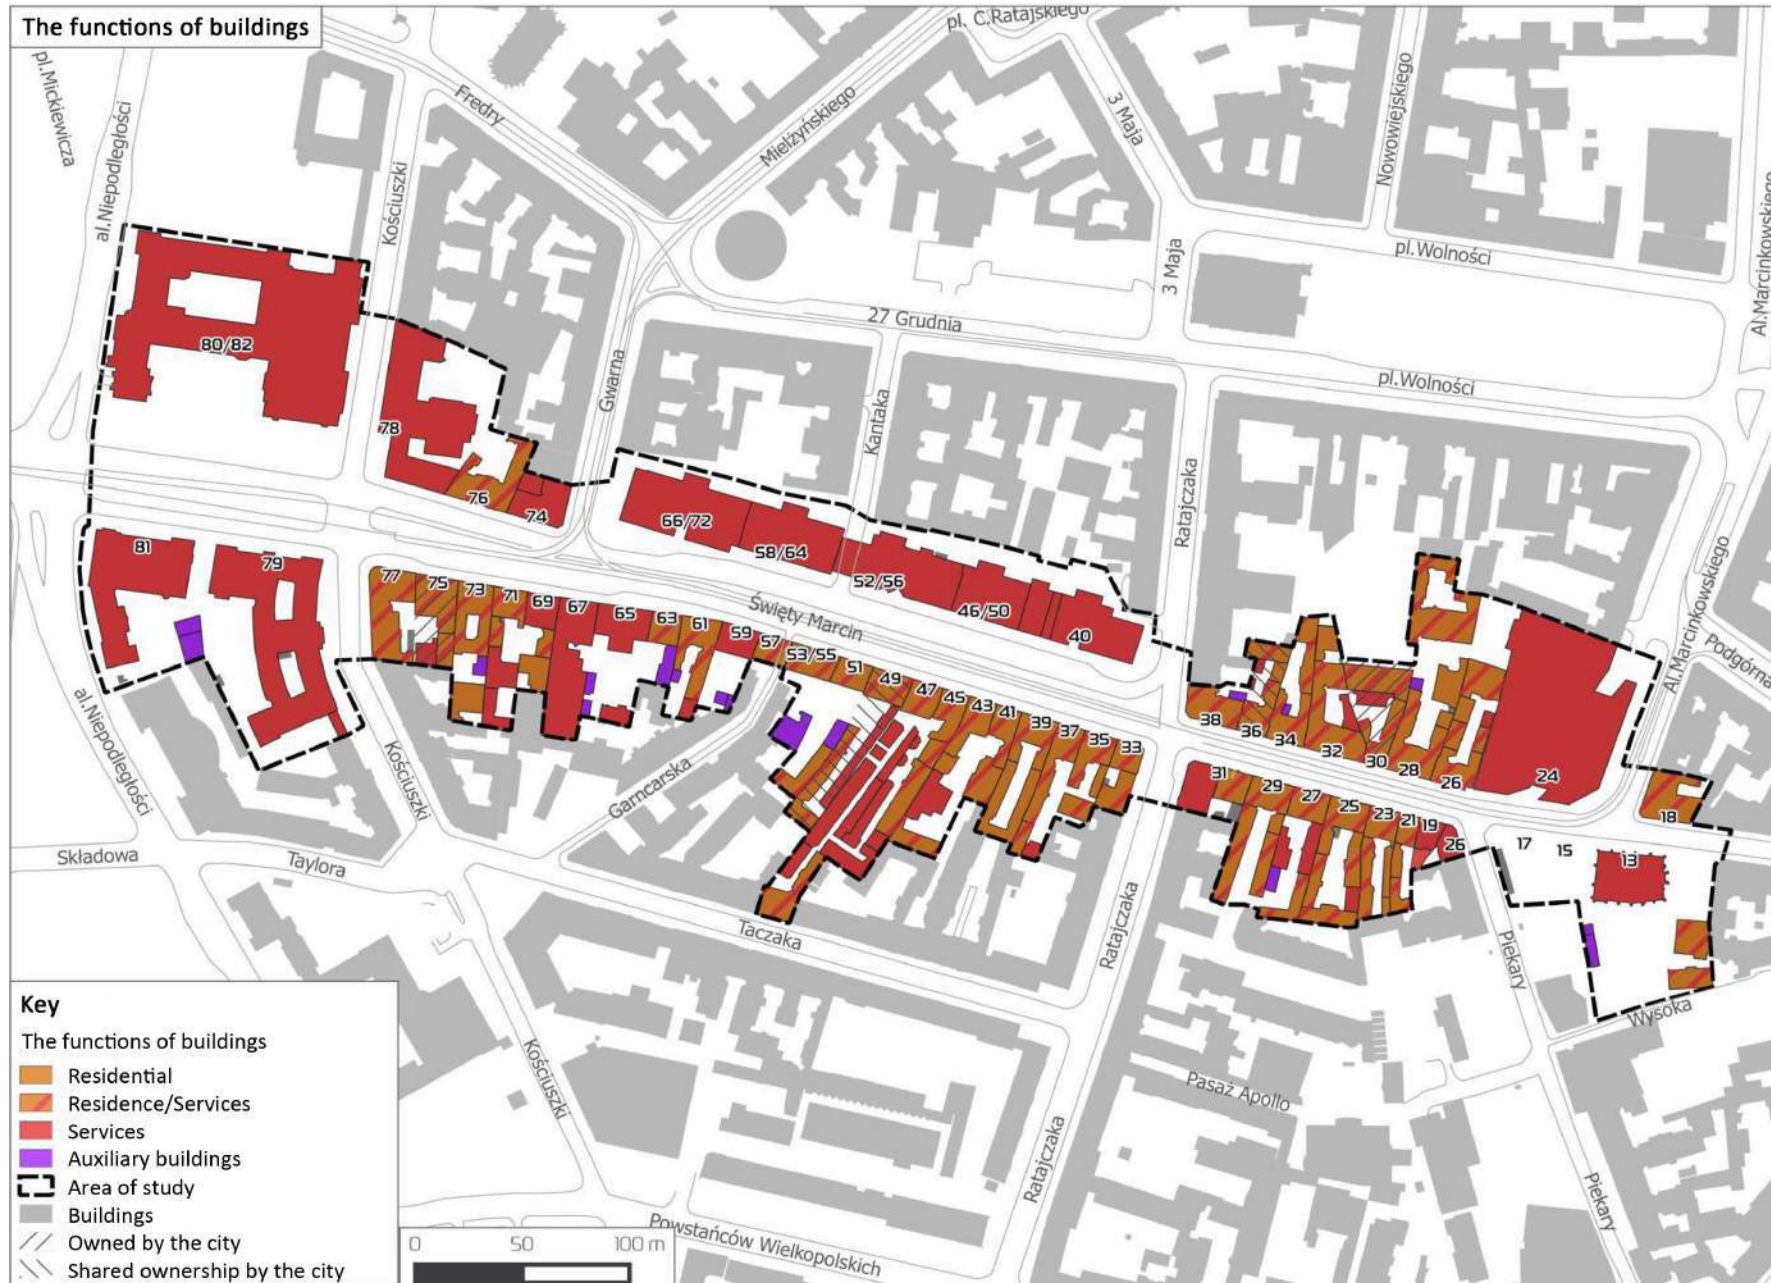 The functions of buildings
pl. C.Ratajskiego
pl.Mickiewicza
al.Niepodległości
Fredry
Kościuszki
Mielżyńskiego
3 Maja
Nowowiejskiego
Al.Marcinkowskiego
pl.Wolności
3 Maja
27 Grudnia
pl.Wolności
Gwarna
Kantaka
Ratajczaka
Al.Marcinkowskiego
Podgórna
80/82
78
76
74
66/72
58/64
52/56
46/50
40
Święty Marcin
81
79
77
75
73
71
69
67
65
63
61
59
57
53/55
51
49
47
45
43
41
39
37
35
33
38
36
34
32
30
28
26
24
18
31
29
27
25
23
21
19
26
17
15
13
al.Niepodległości
Kościuszki
Garncarska
Składowa
Taylora
Taczaka
Ratajczaka
Piekary
Wysoka
Kościuszki
Pasaż Apollo
Ratajczaka
Piekary
Powstańców Wielkopolskich
Key
The functions of buildings
Residential
Residence/Services
Services
Auxiliary buildings
Area of study
Buildings
Owned by the city
Shared ownership by the city
0 50 100 m